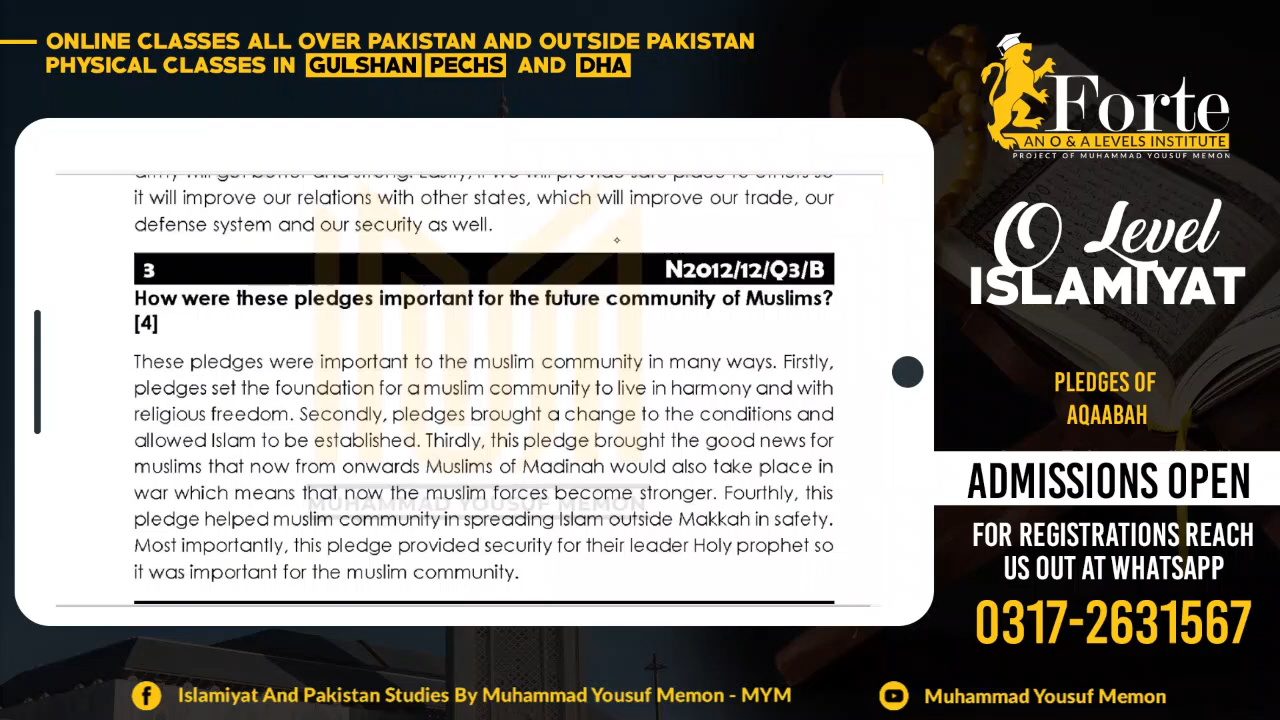 ONLINE CLASSES ALL OVER PAKISTAN AND OUTSIDE PAKISTAN
PHYSICAL CLASSES IN GULSHAN PECHS AND DHA
Forte
AN O & A LEVELS INSTITUTE
PROJECT OF MUHAMMAD YOUSUF MEMON
it will improve our relations with other states, which will improve our trade, our
defense system and our security as well.
3 N2012/12/Q3/B
How were these pledges important for the future community of Muslims?
[4]
These pledges were important to the muslim community in many ways. Firstly,
pledges set the foundation for a muslim community to live in harmony and with
religious freedom. Secondly, pledges brought a change to the conditions and
allowed Islam to be established. Thirdly, this pledge brought the good news for
muslims that now from onwards Muslims of Madinah would also take place in
war which means that now the muslim forces become stronger. Fourthly, this
pledge helped muslim community in spreading Islam outside Makkah in safety.
Most importantly, this pledge provided security for their leader Holy prophet so
it was important for the muslim community.
MUHAMMAD YOUSUF MEMON
O Level
ISLAMIYAT
PLEDGES OF
AQAABAH
ADMISSIONS OPEN
FOR REGISTRATIONS REACH
US OUT AT WHATSAPP
0317-2631567
Islamiyat And Pakistan Studies By Muhammad Yousuf Memon - MYM
Muhammad Yousuf Memon